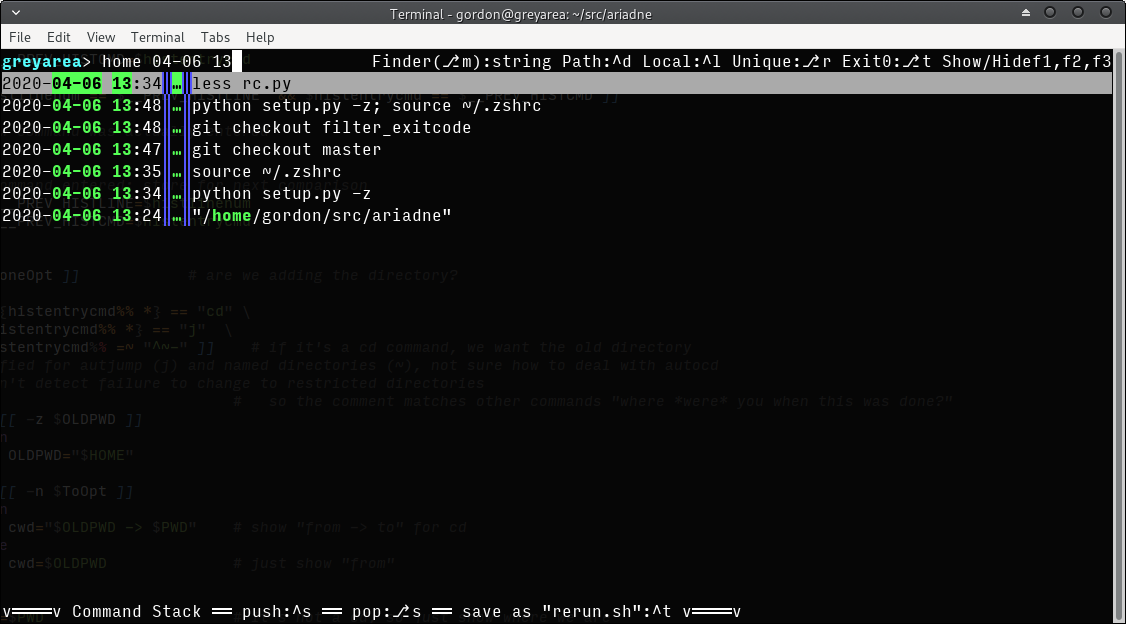 Terminal - gordon@greyarea: ~/src/ariadne
File Edit View Terminal Tabs Help
greyarea> home 04-06 13 Finder(⎇m):string Path:^d Local:^l Unique:⎇r Exit0:⎇t Show/Hidef1,f2,f3
2020-04-06 13:34║…║less rc.py
2020-04-06 13:48║…║python setup.py -z; source ~/.zshrc
2020-04-06 13:48║…║git checkout filter_exitcode
2020-04-06 13:47║…║git checkout master
2020-04-06 13:35║…║source ~/.zshrc
2020-04-06 13:34║…║python setup.py -z
2020-04-06 13:24║…║"/home/gordon/src/ariadne"
oneOpt ]] # are we adding the directory?
[histentrycmd%% *} == "cd" \
istentrycmd%% *} == "j" \
stentrycmd%% =~ "^~-" ]] # if it's a cd command, we want the old directory
fied for autjump (j) and named directories (~), not sure how to deal with autocd
n't detect failure to change to restricted directories
# so the comment matches other commands "where *were* you when this was done?"
[[ -z $OLDPWD ]]
n
OLDPWD="$HOME"
[[ -n $ToOpt ]]
n
cwd="$OLDPWD -> $PWD" # show "from -> to" for cd
e
cwd=$OLDPWD # just show "from"
v════v Command Stack ══ push:^s ══ pop:⎇s ══ save as "rerun.sh":^t v════v